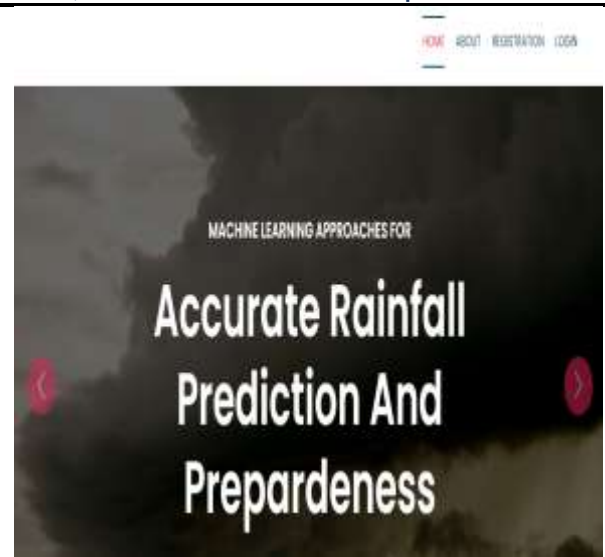 HOME ABOUT REGISTRATION LOGIN
MACHINE LEARNING APPROACHES FOR
Accurate Rainfall
Prediction And
Prepardeness